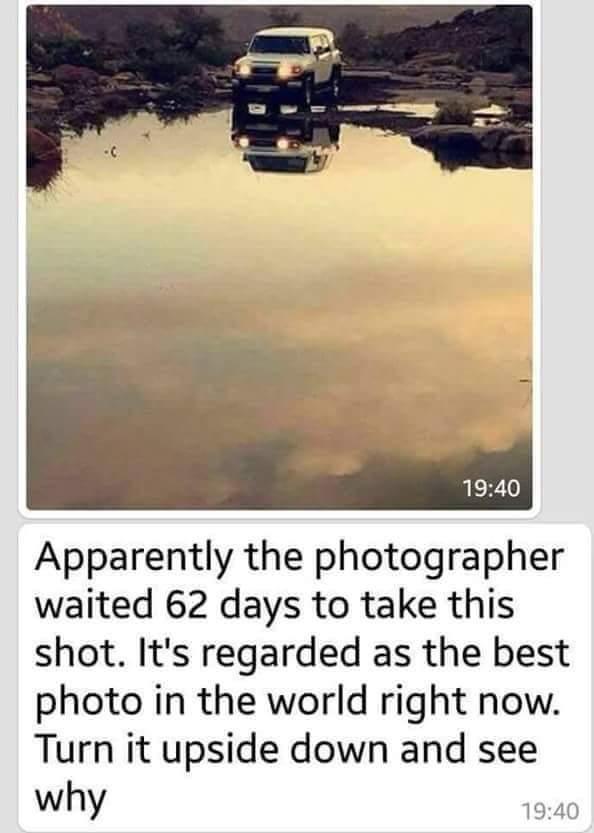 19:40
Apparently the photographer
waited 62 days to take this
shot. It's regarded as the best
photo in the world right now.
Turn it upside down and see
why
19:40